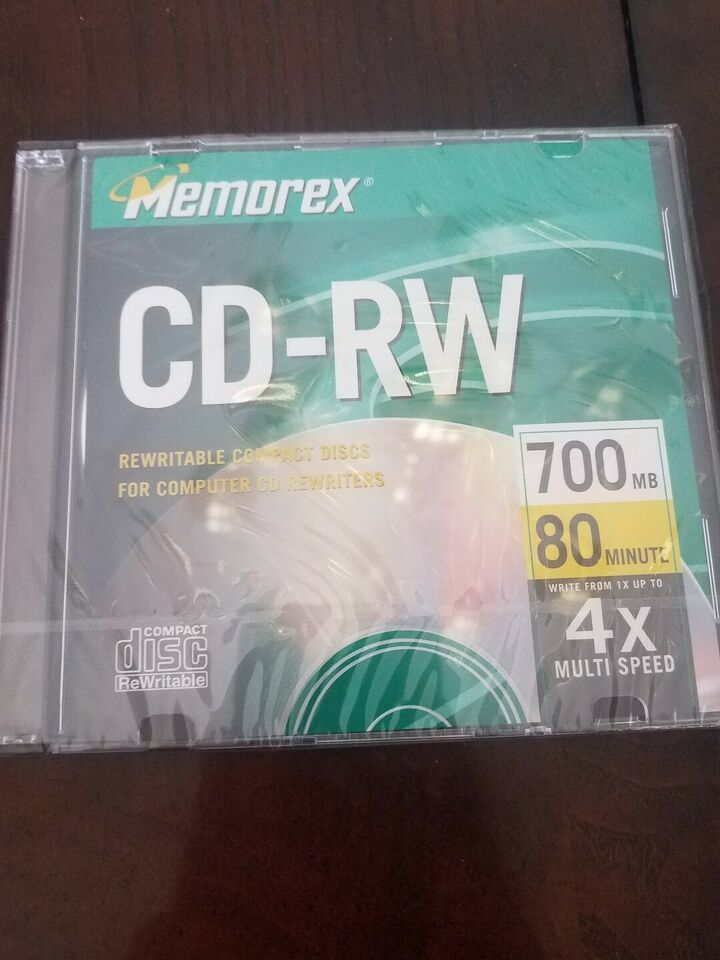 Memorex®
CD-RW
REWRITABLE COMPACT DISCS
FOR COMPUTER CD REWRITERS
700 MB
80 MINUTE
WRITE FROM 1X UP TO
4x
MULTI SPEED
COMPACT
disc
ReWritable